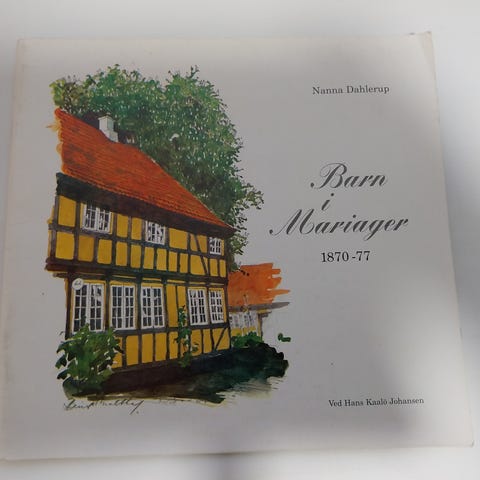 Nanna Dahlerup
Barn
i
Mariager
1870-77
Ved Hans Kaalö Johansen